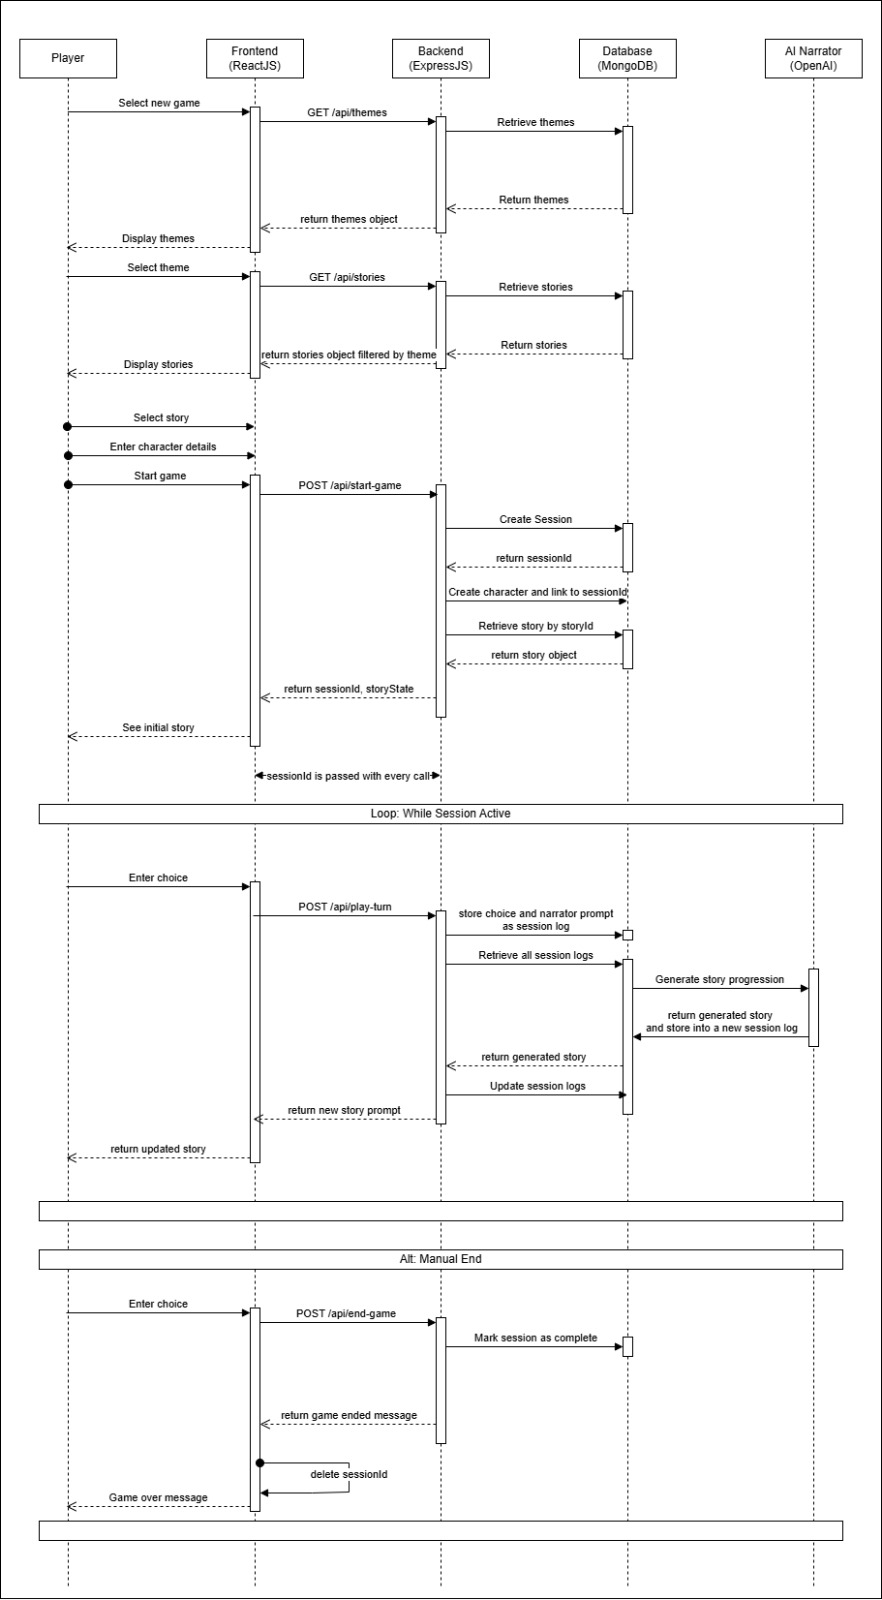 Player
Frontend
(ReactJS)
Backend
(ExpressJS)
Database
(MongoDB)
AI Narrator
(OpenAI)
Select new game
GET /api/themes
Retrieve themes
Return themes
return themes object
Display themes
Select theme
GET /api/stories
Retrieve stories
Return stories
return stories object filtered by theme
Display stories
Select story
Enter character details
Start game
POST /api/start-game
Create Session
return sessionId
Create character and link to sessionId
Retrieve story by storyId
return story object
return sessionId, storyState
See initial story
sessionId is passed with every call
Loop: While Session Active
Enter choice
POST /api/play-turn
store choice and narrator prompt
as session log
Retrieve all session logs
Generate story progression
return generated story
and store into a new session log
return generated story
Update session logs
return new story prompt
return updated story
Alt: Manual End
Enter choice
POST /api/end-game
Mark session as complete
return game ended message
delete sessionId
Game over message